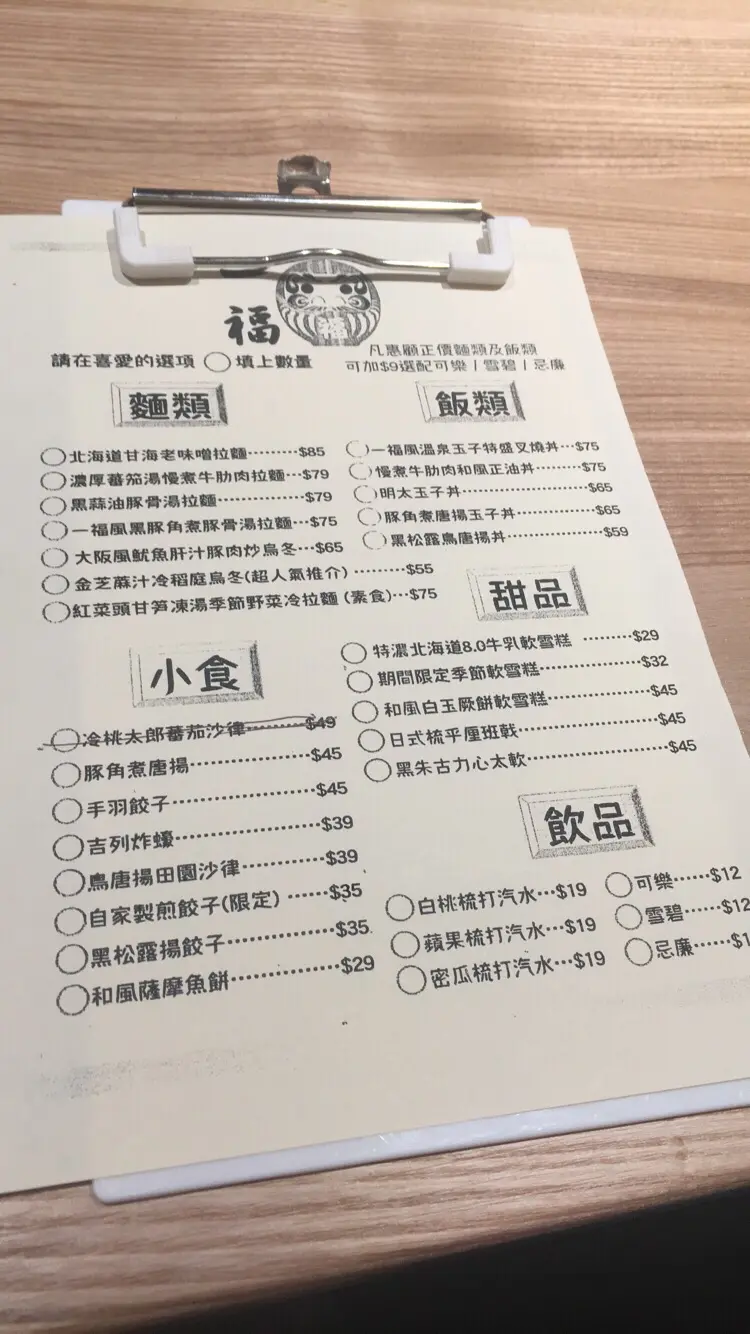 福
福
請在喜愛的選項 ◯ 填上數量
凡惠顧正價麵類及飯類
可加$9選配可樂 / 雪碧 / 忌廉
麵類
◯北海道甘海老味噌拉麵………$85
◯濃厚蕃茄湯慢煮牛肋肉拉麵…$79
◯黑蒜油豚骨湯拉麵……………$79
◯一福風黑豚角煮豚骨湯拉麵…$75
◯大阪風魷魚肝汁豚肉炒烏冬…$65
◯金芝蔴汁冷稻庭烏冬(超人氣推介)………$55
◯紅菜頭甘笋凍湯季節野菜冷拉麵 (素食)…$75
飯類
◯一福風溫泉玉子特盛叉燒丼…$75
◯慢煮牛肋肉和風正油丼………$75
◯明太玉子丼……………………$65
◯豚角煮唐揚玉子丼……………$65
◯黑松露鳥唐揚丼………………$59
小食
◯冷桃太郎蕃茄沙律…………$49
◯豚角煮唐揚…………………$45
◯手羽餃子……………………$45
◯吉列炸蠔……………………$39
◯鳥唐揚田園沙律……………$39
◯自家製煎餃子(限定) ……$35
◯黑松露揚餃子………………$35
◯和風薩摩魚餅………………$29
甜品
◯特濃北海道8.0牛乳軟雪糕 ………$29
◯期間限定季節軟雪糕………………$32
◯和風白玉厥餅軟雪糕………………$45
◯日式梳乎厘班戟……………………$45
◯黑朱古力心太軟……………………$45
飲品
◯白桃梳打汽水…$19
◯蘋果梳打汽水…$19
◯密瓜梳打汽水…$19
◯可樂……$12
◯雪碧……$12
◯忌廉……$1